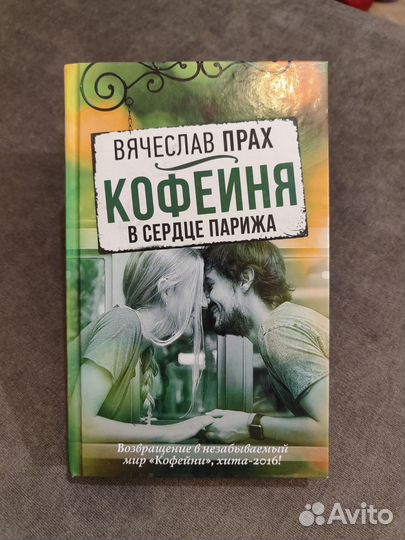 ВЯЧЕСЛАВ ПРАХ
КОФЕЙНЯ
В СЕРДЦЕ ПАРИЖА
Возвращение в незабываемый
мир «Кофейни», хита-2016!
Avito